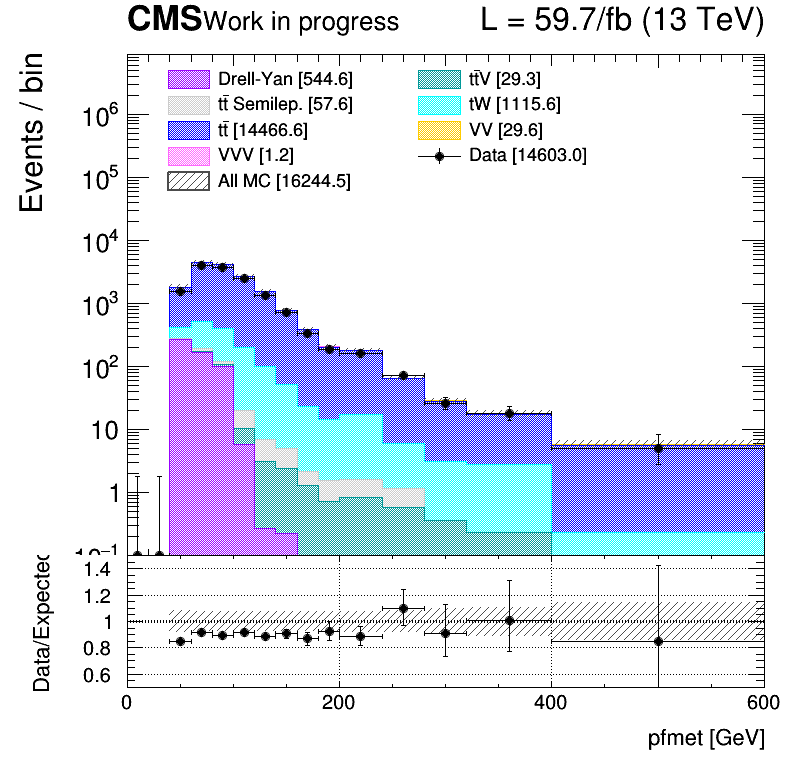 CMS Work in progress L = 59.7/fb (13 TeV)
Events / bin
Drell-Yan [544.6] tt̄V [29.3]
tt̄ Semilep. [57.6] tW [1115.6]
tt̄ [14466.6] VV [29.6]
VVV [1.2] Data [14603.0]
All MC [16244.5]
10⁶
10⁵
10⁴
10³
10²
10
1
10⁻¹
Data/Expected
1.4
1.2
1
0.8
0.6
0 200 400 600
pfmet [GeV]